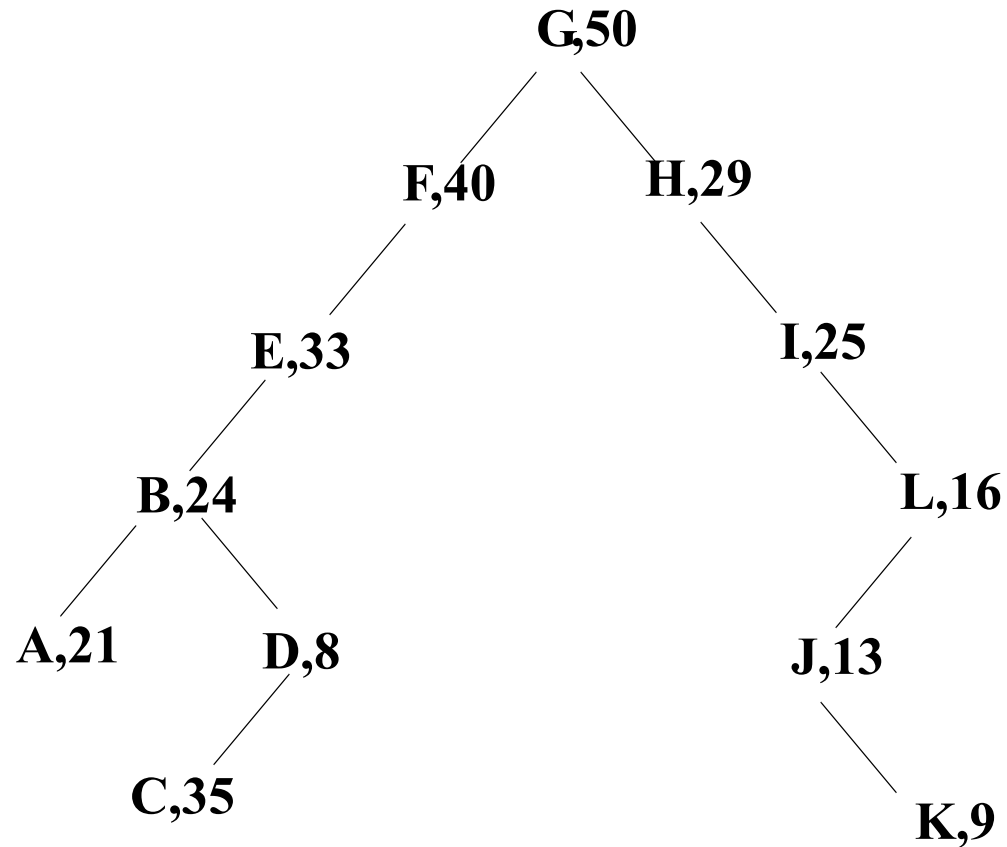 G,50
F,40
H,29
E,33
I,25
B,24
L,16
A,21
D,8
J,13
C,35
K,9